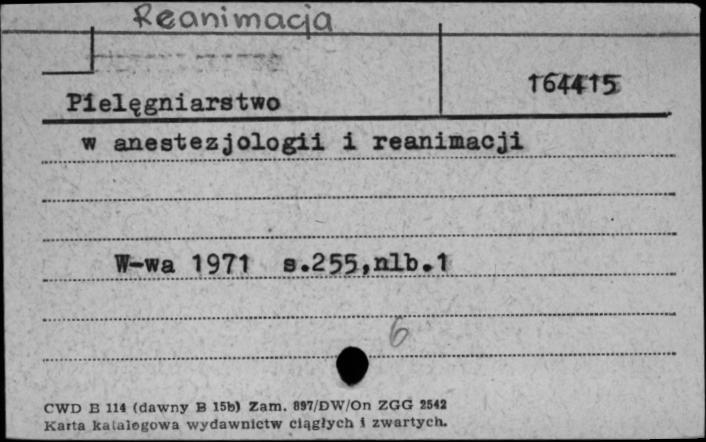 Reanimacja
164415
Pielęgniarstwo
w anestezjologii i reanimacji
W-wa 1971 s.255,nlb.1
6
CWD B 114 (dawny B 15b) Zam. 897/DW/On ZGG 2542
Karta katalogowa wydawnictw ciągłych i zwartych.